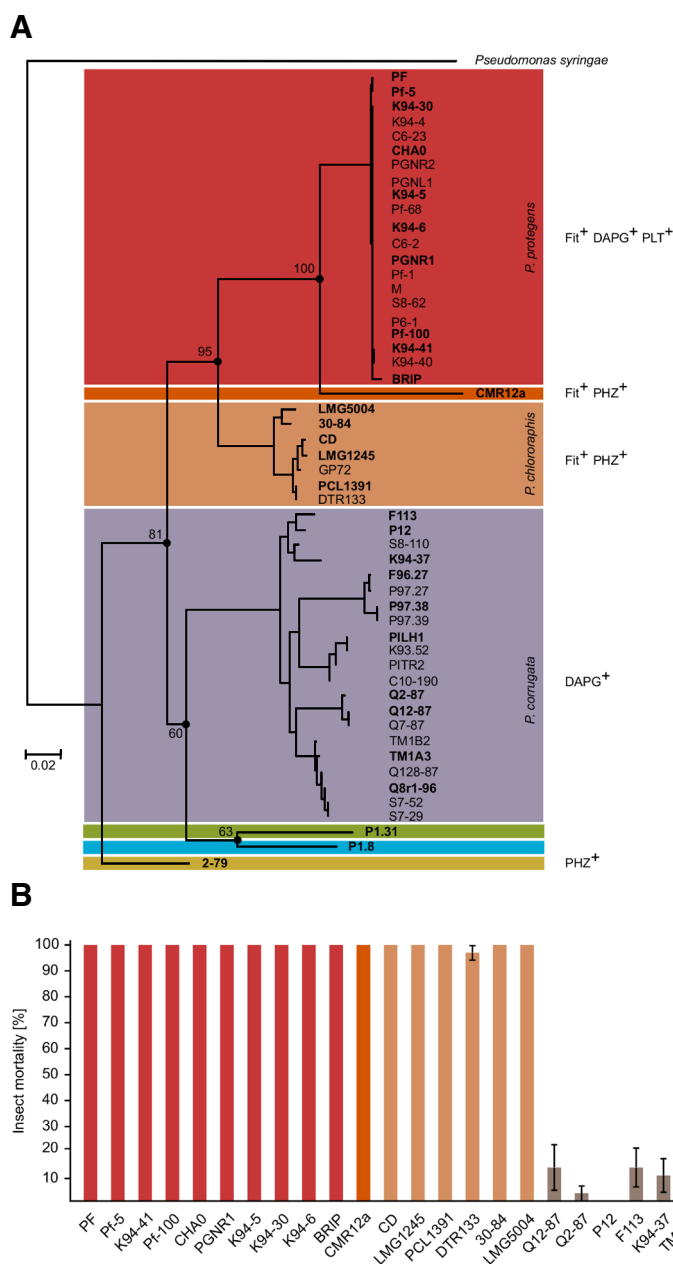 A
Pseudomonas syringae
PF
Pf-5
K94-30
K94-4
C6-23
CHA0
PGNR2
PGNL1
K94-5
Pf-68
K94-6
C6-2
PGNR1
Pf-1
M
S8-62
P6-1
Pf-100
K94-41
K94-40
BRIP
P. protegens
Fit+ DAPG+ PLT+
100
95
CMR12a
Fit+ PHZ+
LMG5004
30-84
CD
LMG1245
GP72
PCL1391
DTR133
P. chlororaphis
Fit+ PHZ+
81
F113
P12
S8-110
K94-37
F96.27
P97.27
P97.38
P97.39
PILH1
K93.52
PITR2
C10-190
Q2-87
Q12-87
Q7-87
TM1B2
TM1A3
Q128-87
Q8r1-96
S7-52
S7-29
P. corrugata
DAPG+
60
0.02
63
P1.31
P1.8
2-79
PHZ+
B
Insect mortality [%]
100
90
80
70
60
50
40
30
20
10
PF
Pf-5
K94-41
Pf-100
CHA0
PGNR1
K94-5
K94-30
K94-6
BRIP
CMR12a
CD
LMG1245
PCL1391
DTR133
30-84
LMG5004
Q12-87
Q2-87
P12
F113
K94-37
TM